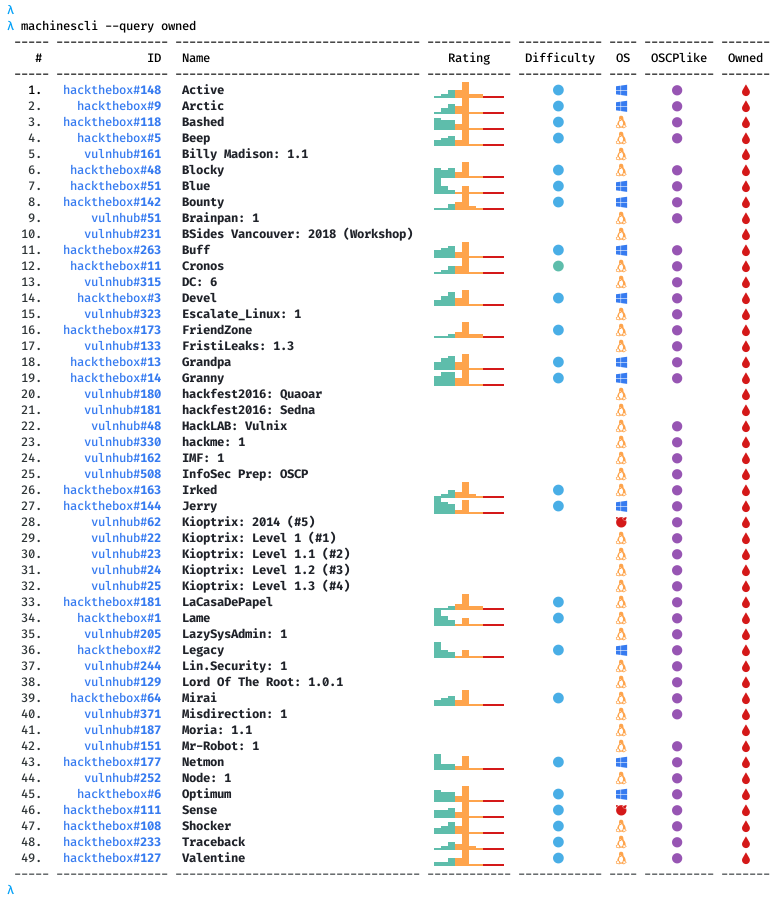 λ
λ machinescli --query owned
# ID Name Rating Difficulty OS OSCPlike Owned
1. hackthebox#148 Active
2. hackthebox#9 Arctic
3. hackthebox#118 Bashed
4. hackthebox#5 Beep
5. vulnhub#161 Billy Madison: 1.1
6. hackthebox#48 Blocky
7. hackthebox#51 Blue
8. hackthebox#142 Bounty
9. vulnhub#51 Brainpan: 1
10. vulnhub#231 BSides Vancouver: 2018 (Workshop)
11. hackthebox#263 Buff
12. hackthebox#11 Cronos
13. vulnhub#315 DC: 6
14. hackthebox#3 Devel
15. vulnhub#323 Escalate_Linux: 1
16. hackthebox#173 FriendZone
17. vulnhub#133 FristiLeaks: 1.3
18. hackthebox#13 Grandpa
19. hackthebox#14 Granny
20. vulnhub#180 hackfest2016: Quaoar
21. vulnhub#181 hackfest2016: Sedna
22. vulnhub#48 HackLAB: Vulnix
23. vulnhub#330 hackme: 1
24. vulnhub#162 IMF: 1
25. vulnhub#508 InfoSec Prep: OSCP
26. hackthebox#163 Irked
27. hackthebox#144 Jerry
28. vulnhub#62 Kioptrix: 2014 (#5)
29. vulnhub#22 Kioptrix: Level 1 (#1)
30. vulnhub#23 Kioptrix: Level 1.1 (#2)
31. vulnhub#24 Kioptrix: Level 1.2 (#3)
32. vulnhub#25 Kioptrix: Level 1.3 (#4)
33. hackthebox#181 LaCasaDePapel
34. hackthebox#1 Lame
35. vulnhub#205 LazySysAdmin: 1
36. hackthebox#2 Legacy
37. vulnhub#244 Lin.Security: 1
38. vulnhub#129 Lord Of The Root: 1.0.1
39. hackthebox#64 Mirai
40. vulnhub#371 Misdirection: 1
41. vulnhub#187 Moria: 1.1
42. vulnhub#151 Mr-Robot: 1
43. hackthebox#177 Netmon
44. vulnhub#252 Node: 1
45. hackthebox#6 Optimum
46. hackthebox#111 Sense
47. hackthebox#108 Shocker
48. hackthebox#233 Traceback
49. hackthebox#127 Valentine
λ